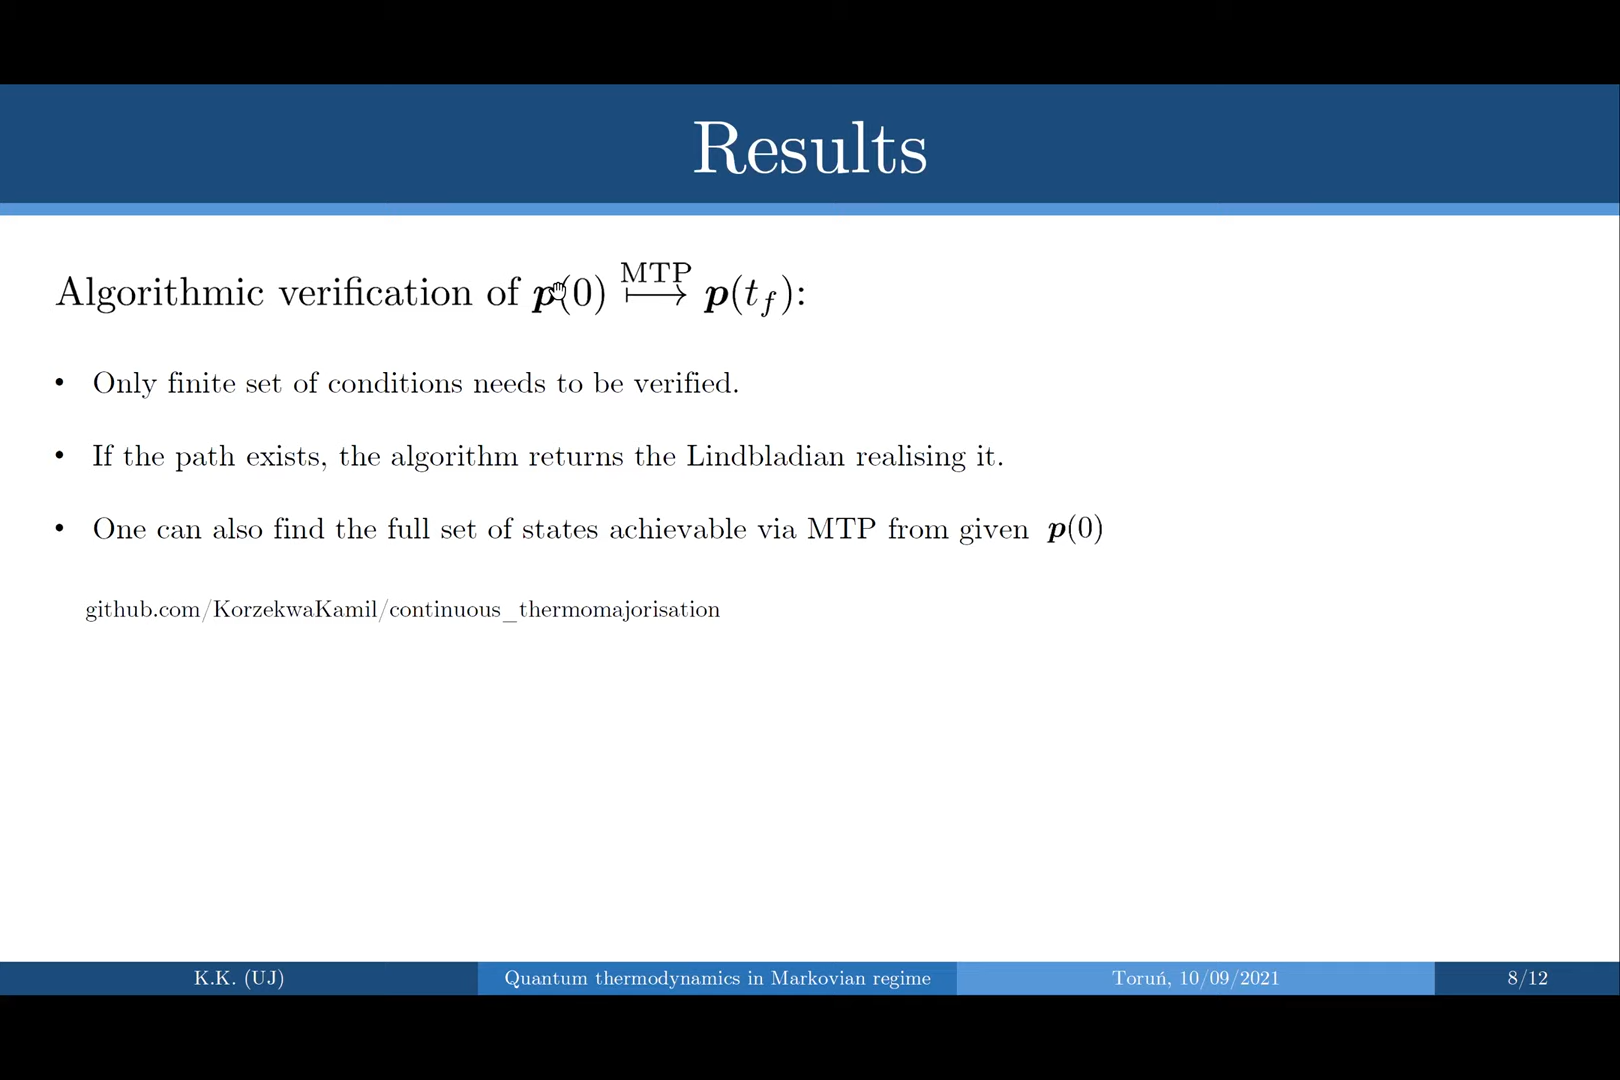 Results
Algorithmic verification of p(0) MTP⟼ p(t_f):
• Only finite set of conditions needs to be verified.
• If the path exists, the algorithm returns the Lindbladian realising it.
• One can also find the full set of states achievable via MTP from given p(0)
github.com/KorzekwaKamil/continuous_thermomajorisation
K.K. (UJ) Quantum thermodynamics in Markovian regime Toruń, 10/09/2021 8/12